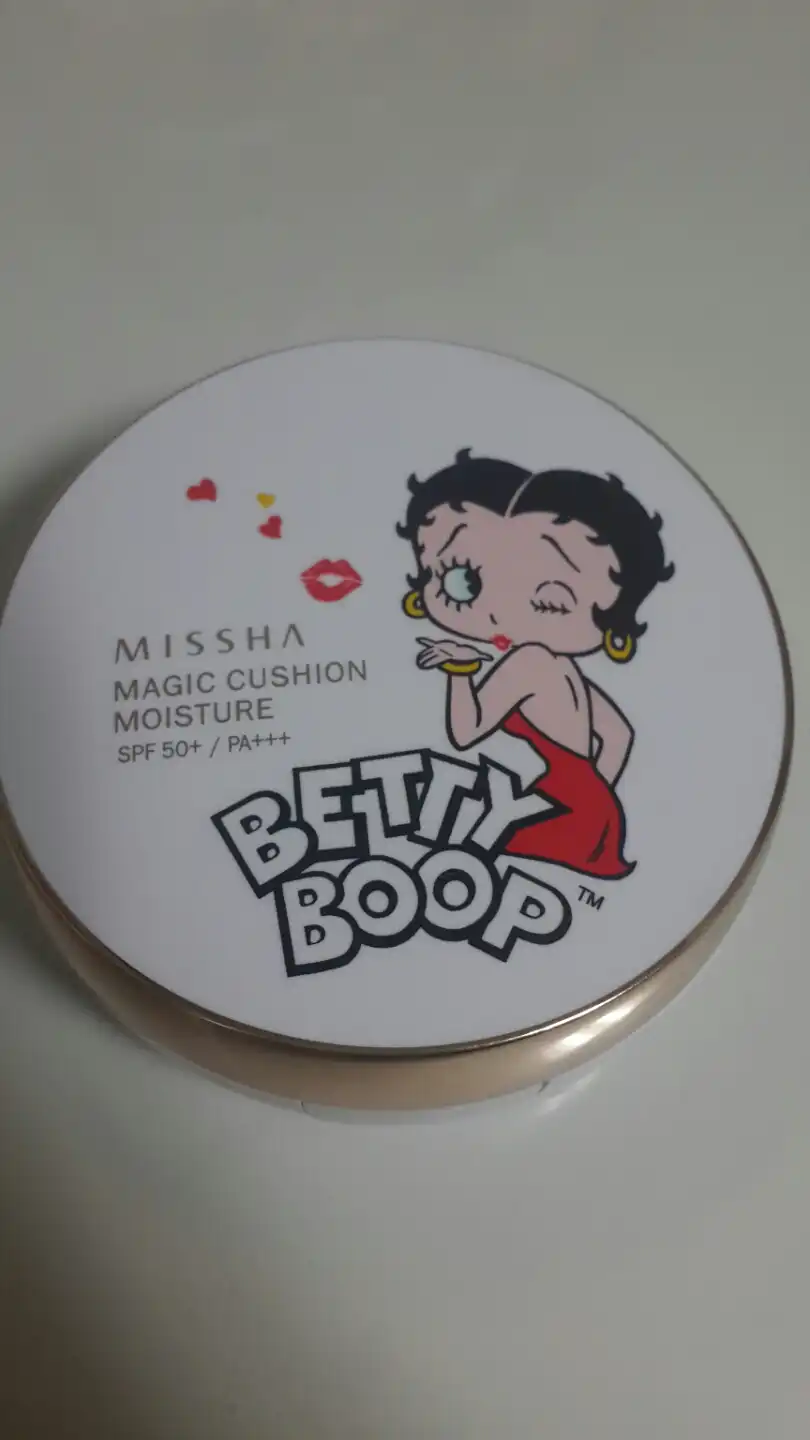 MISSHA
MAGIC CUSHION
MOISTURE
SPF 50+ / PA+++
BETTY
BOOP™